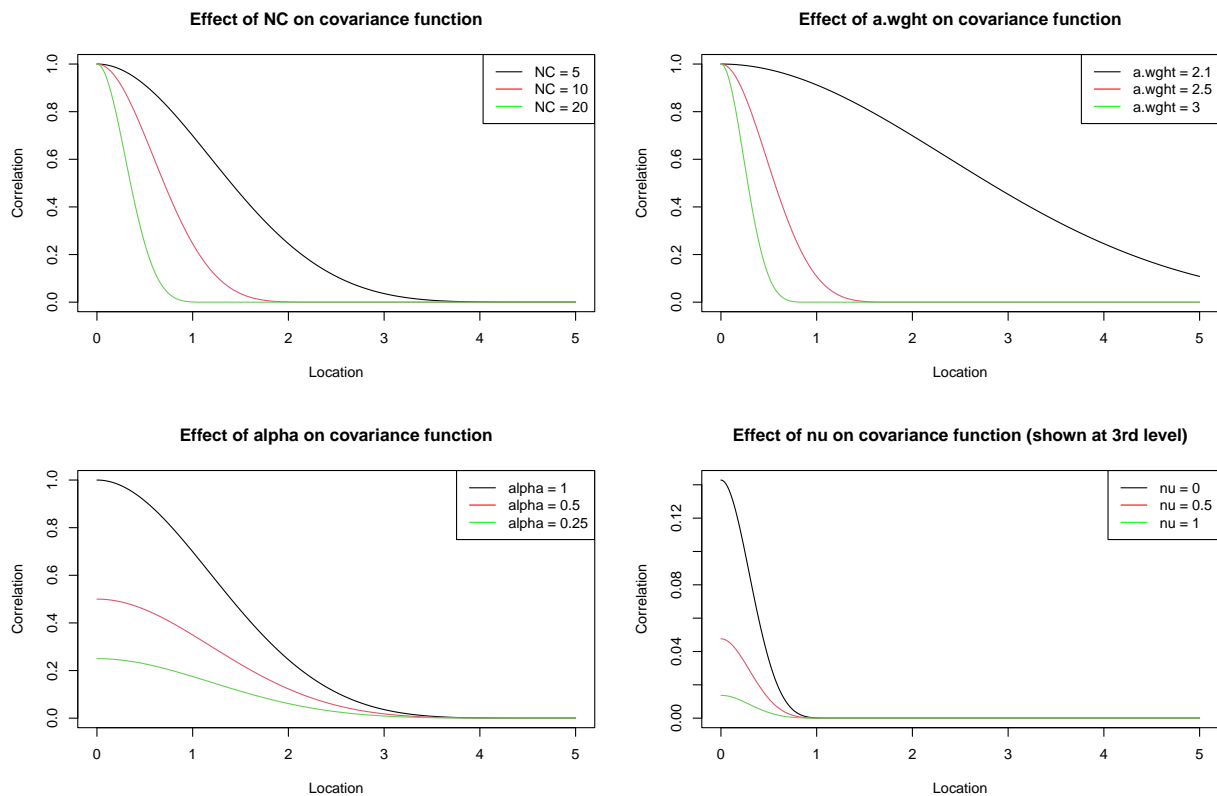 Effect of NC on covariance function
NC = 5
NC = 10
NC = 20
Correlation
0.0 0.2 0.4 0.6 0.8 1.0
0 1 2 3 4 5
Location
Effect of a.wght on covariance function
a.wght = 2.1
a.wght = 2.5
a.wght = 3
Correlation
0.0 0.2 0.4 0.6 0.8 1.0
0 1 2 3 4 5
Location
Effect of alpha on covariance function
alpha = 1
alpha = 0.5
alpha = 0.25
Correlation
0.0 0.2 0.4 0.6 0.8 1.0
0 1 2 3 4 5
Location
Effect of nu on covariance function (shown at 3rd level)
nu = 0
nu = 0.5
nu = 1
Correlation
0.00 0.04 0.08 0.12
0 1 2 3 4 5
Location